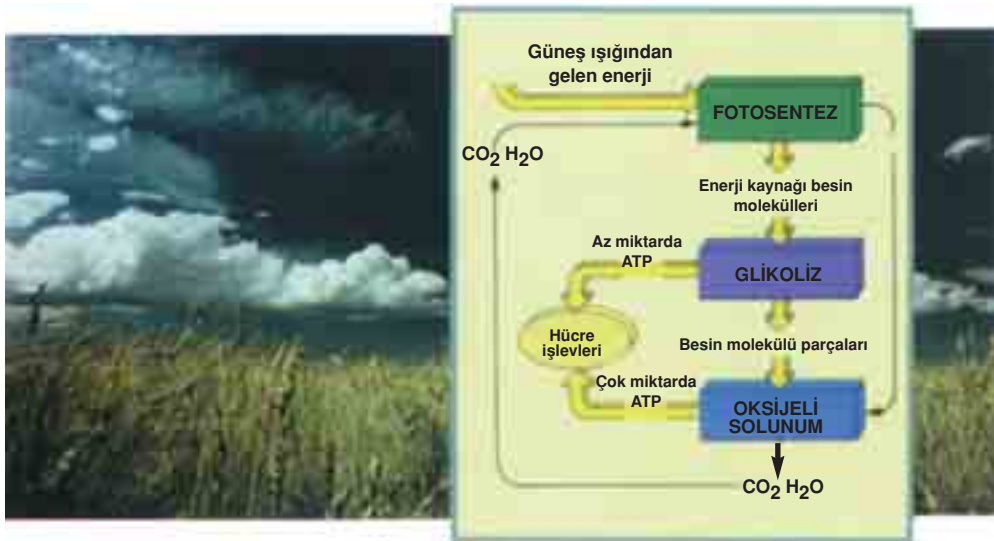 Güneş ışığından
gelen enerji
FOTOSENTEZ
CO₂ H₂O
Enerji kaynağı besin
molekülleri
Az miktarda
ATP
GLİKOLİZ
Hücre
işlevleri
Besin molekülü parçaları
Çok miktarda
ATP
OKSİJELİ
SOLUNUM
CO₂ H₂O